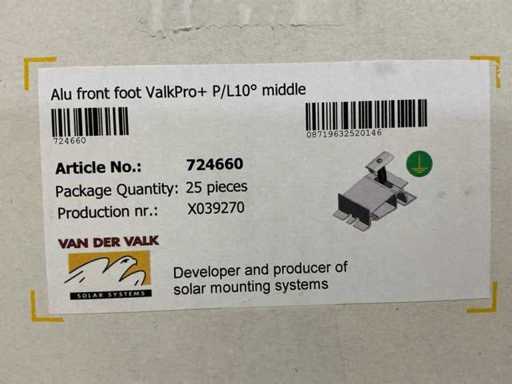 Alu front foot ValkPro+ P/L10° middle
724660
08719632520146
Article No.: 724660
Package Quantity: 25 pieces
Production nr.: X039270
VAN DER VALK
SOLAR SYSTEMS
Developer and producer of
solar mounting systems